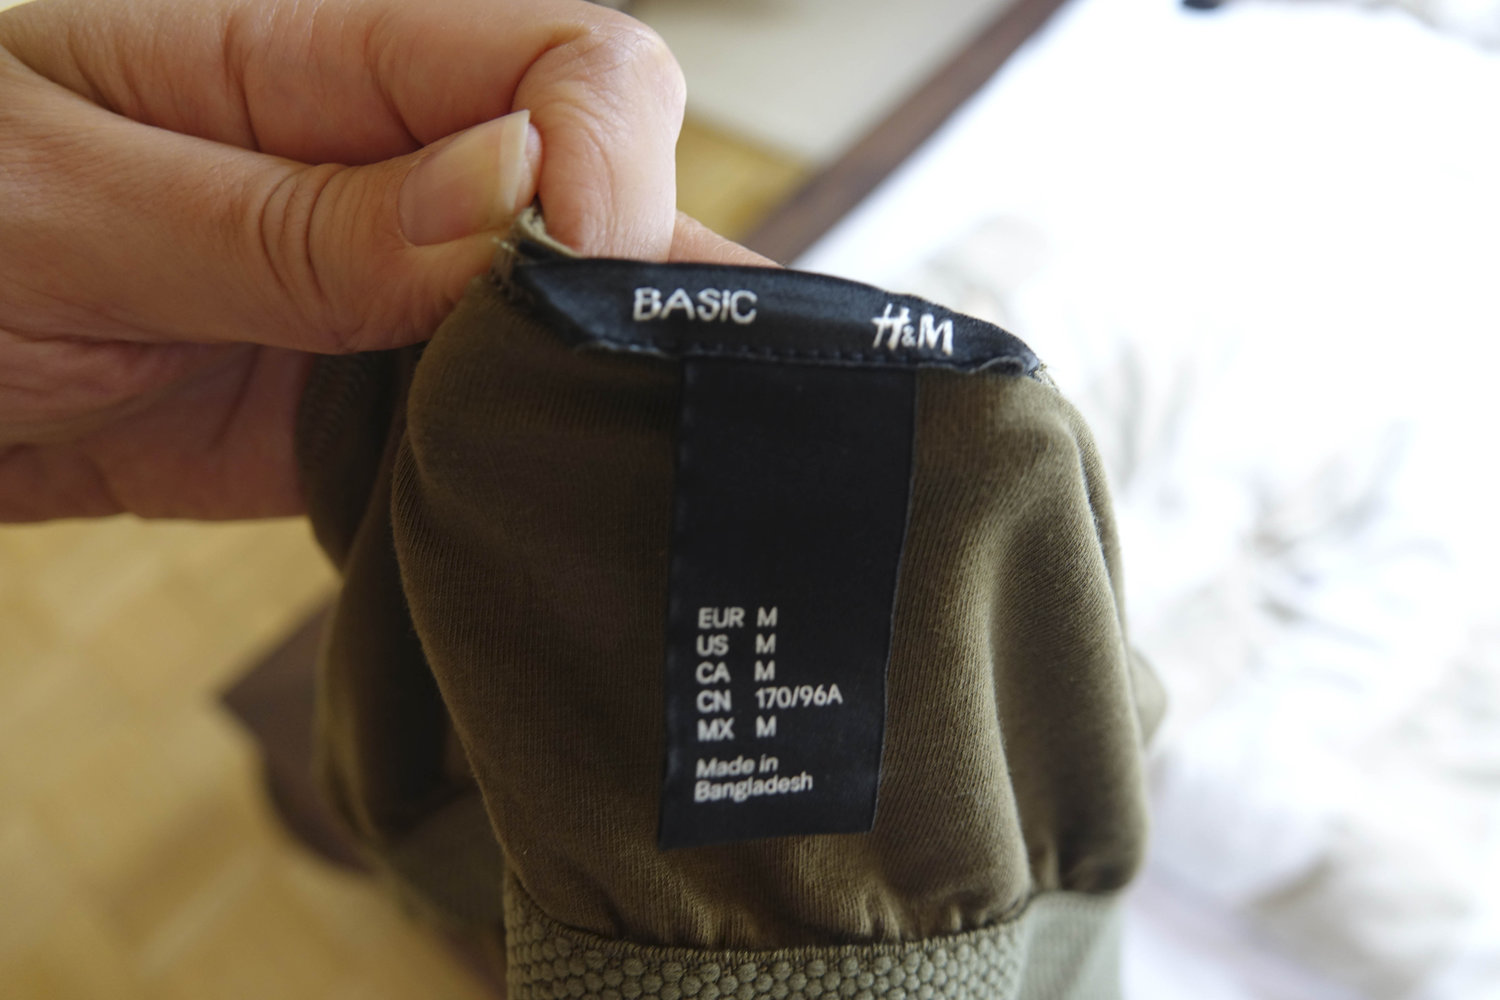 BASIC H&M
EUR M
US M
CA M
CN 170/96A
MX M
Made in
Bangladesh